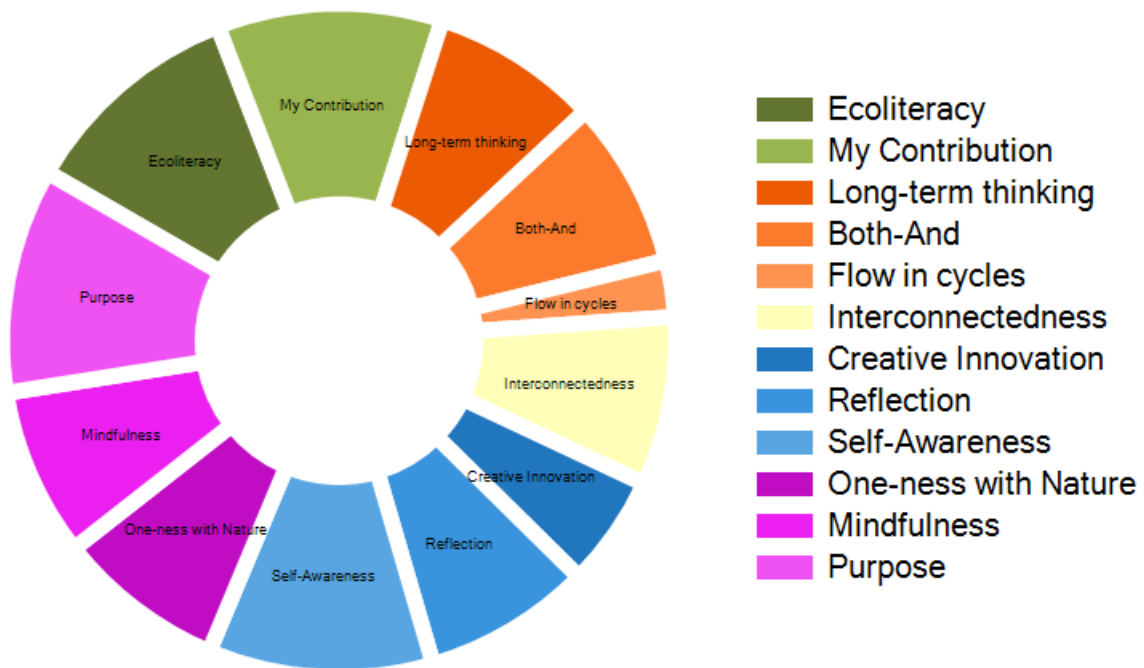 My Contribution
Long-term thinking
Ecoliteracy
Both-And
Purpose
Flow in cycles
Interconnectedness
Mindfulness
Creative Innovation
One-ness with Nature
Reflection
Self-Awareness
Ecoliteracy
My Contribution
Long-term thinking
Both-And
Flow in cycles
Interconnectedness
Creative Innovation
Reflection
Self-Awareness
One-ness with Nature
Mindfulness
Purpose